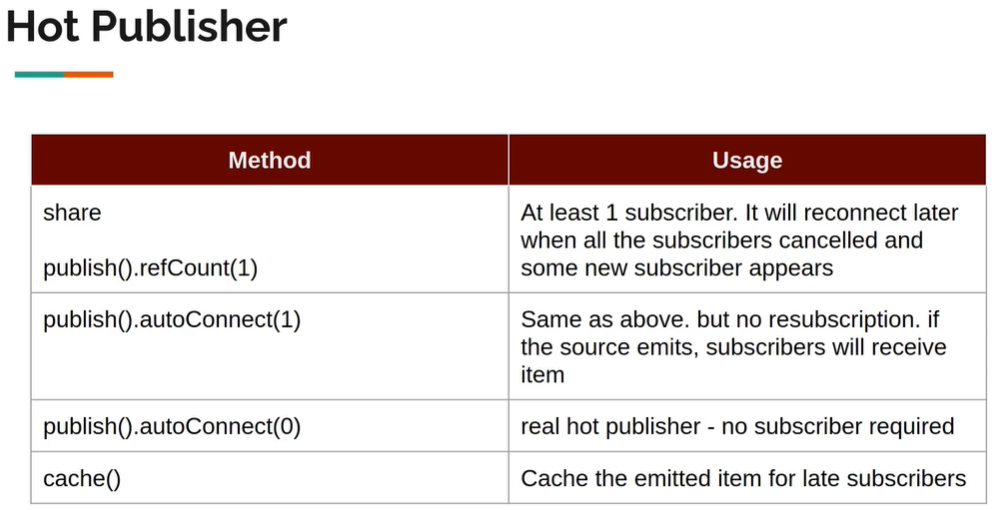 Hot Publisher
Method
Usage
share
publish().refCount(1)
At least 1 subscriber. It will reconnect later
when all the subscribers cancelled and
some new subscriber appears
publish().autoConnect(1)
Same as above. but no resubscription. if
the source emits, subscribers will receive
item
publish().autoConnect(0)
real hot publisher - no subscriber required
cache()
Cache the emitted item for late subscribers